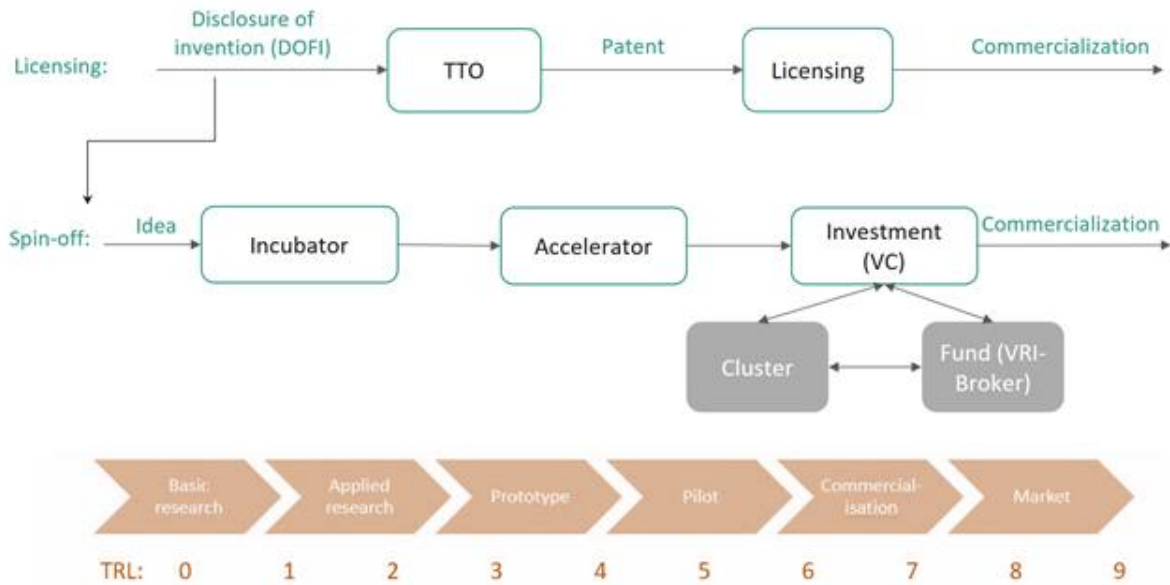 Disclosure of
invention (DOFI)
Licensing:
TTO
Patent
Licensing
Commercialization
Spin-off:
Idea
Incubator
Accelerator
Investment
(VC)
Commercialization
Cluster
Fund (VRI-
Broker)
Basic
research
Applied
research
Prototype
Pilot
Commercial-
isation
Market
TRL: 0 1 2 3 4 5 6 7 8 9